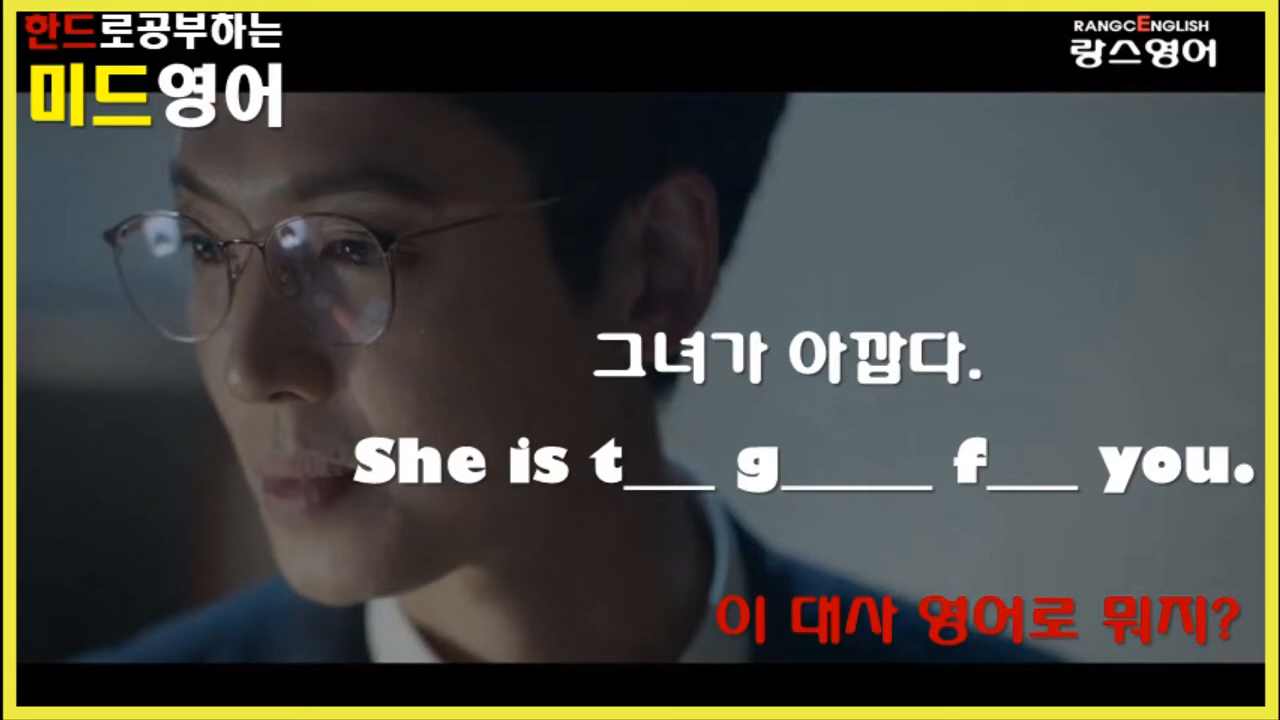 한드로공부하는
미드영어
RANGCENGLISH
랑스영어
그녀가 아깝다.
She is t___ g_____ f___ you.
이 대사 영어로 뭐지?